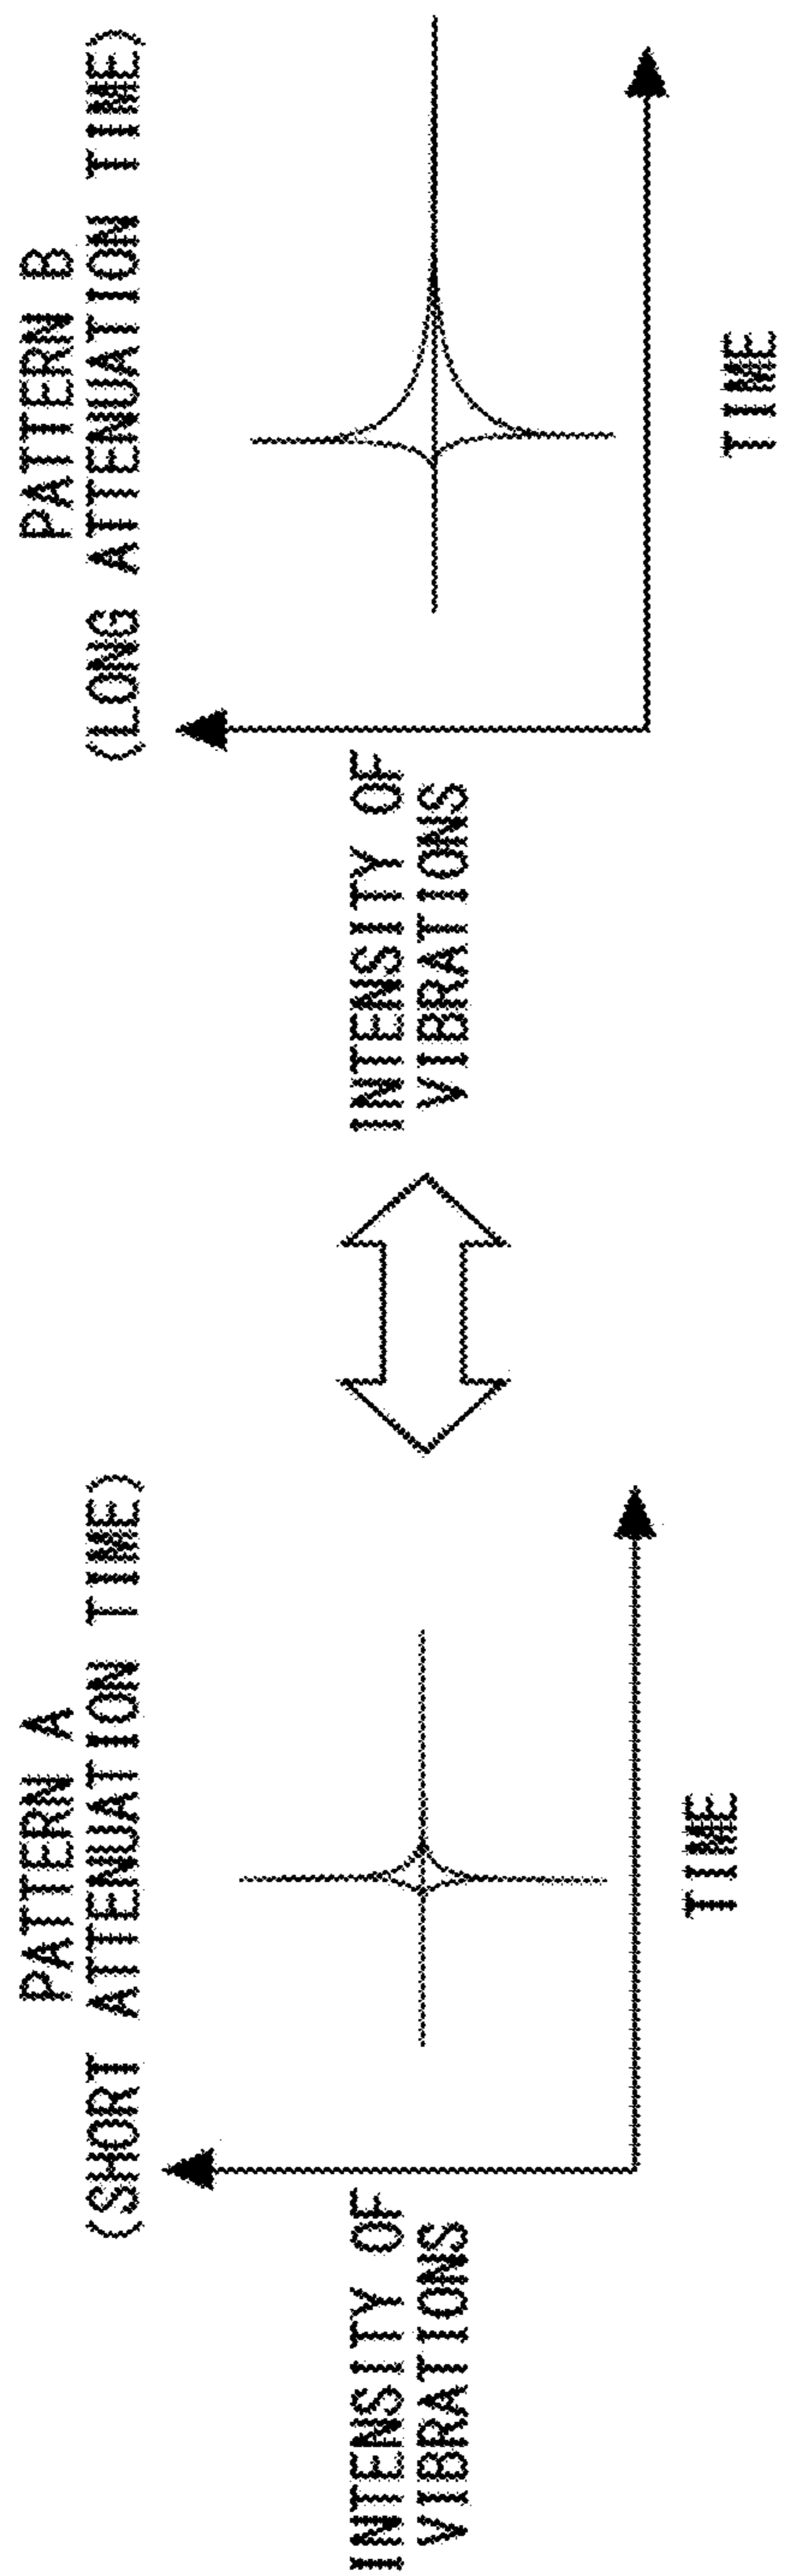 PATTERN A
(SHORT ATTENUATION TIME)
INTENSITY OF
VIBRATIONS
TIME
PATTERN B
(LONG ATTENUATION TIME)
INTENSITY OF
VIBRATIONS
TIME